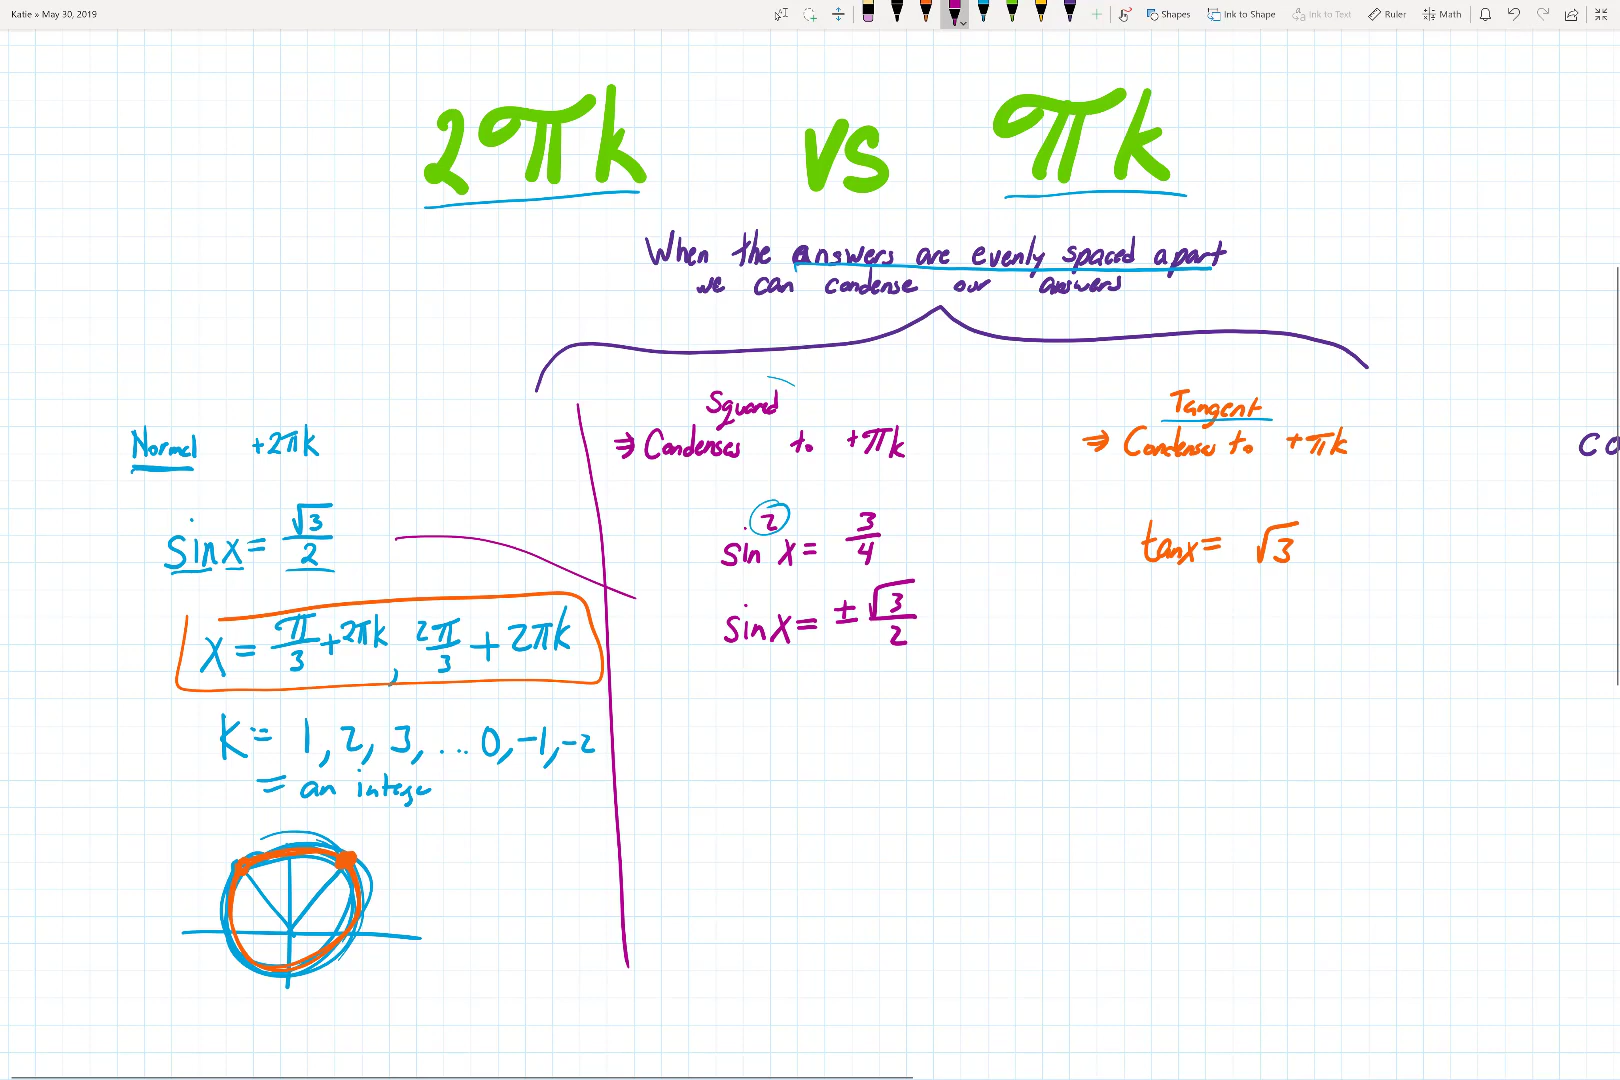 Katie » May 30, 2019
Shapes
Ink to Shape
Ink to Text
Ruler
Math
2πk vs πk
When the answers are evenly spaced apart
we can condense our answers
Normal +2πk
sin x = √3/2
x = π/3 + 2πk, 2π/3 + 2πk
K = 1, 2, 3, ... 0, -1, -2
= an integer
Squared
⇒ Condenses to +πk
sin² x = 3/4
sin x = ± √3/2
Tangent
⇒ Condenses to +πk
tan x = √3